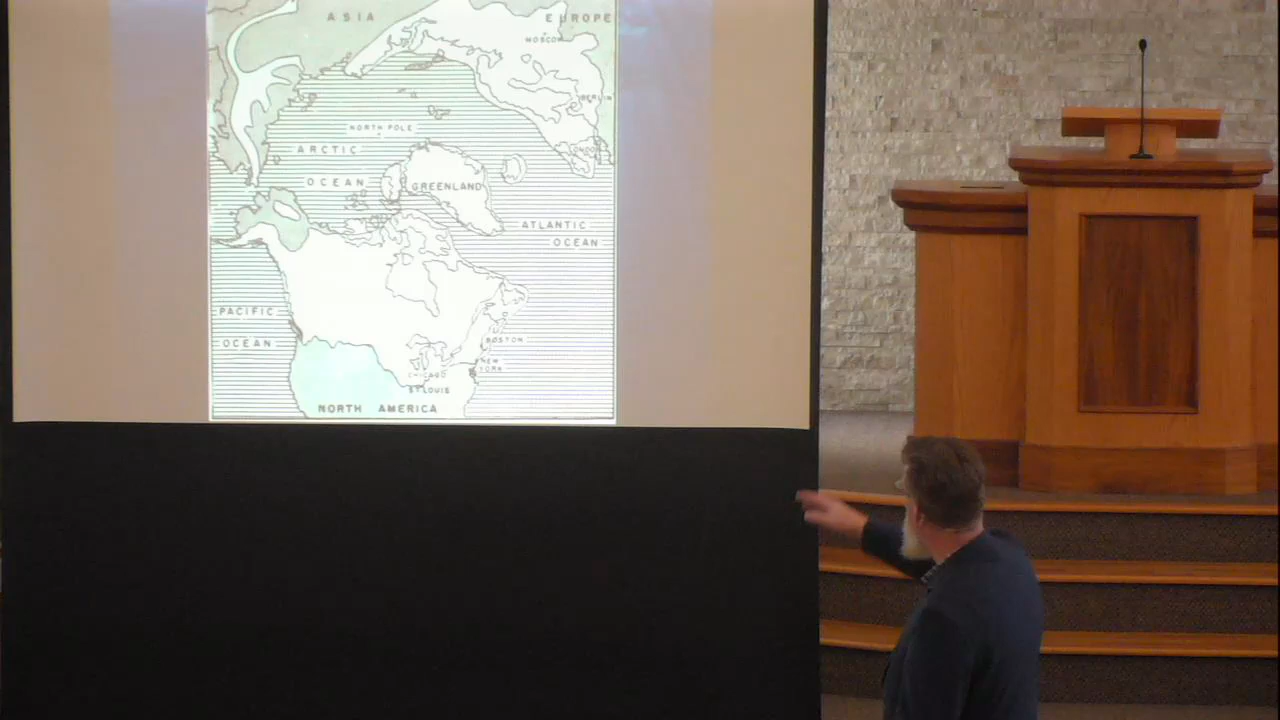 ASIA
EUROPE
MOSCOW
BERLIN
NORTH POLE
ARCTIC
LONDON
OCEAN
GREENLAND
ATLANTIC
OCEAN
PACIFIC
OCEAN
BOSTON
NEW
YORK
CHICAGO
ST LOUIS
NORTH AMERICA